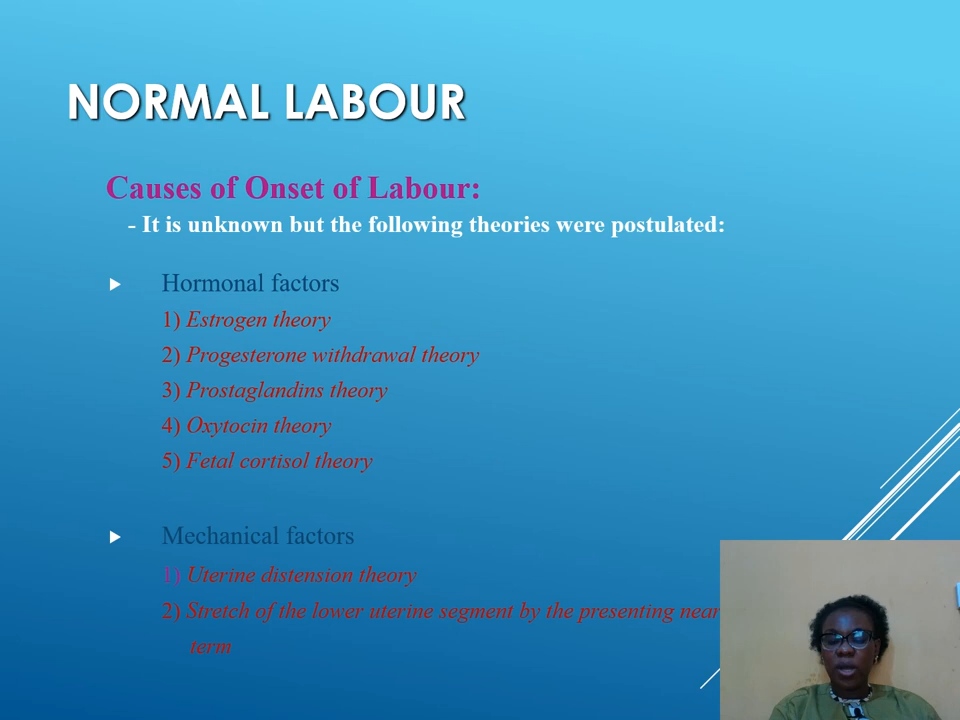 NORMAL LABOUR
Causes of Onset of Labour:
- It is unknown but the following theories were postulated:
Hormonal factors
1) Estrogen theory
2) Progesterone withdrawal theory
3) Prostaglandins theory
4) Oxytocin theory
5) Fetal cortisol theory
Mechanical factors
1) Uterine distension theory
2) Stretch of the lower uterine segment by the presenting near
term